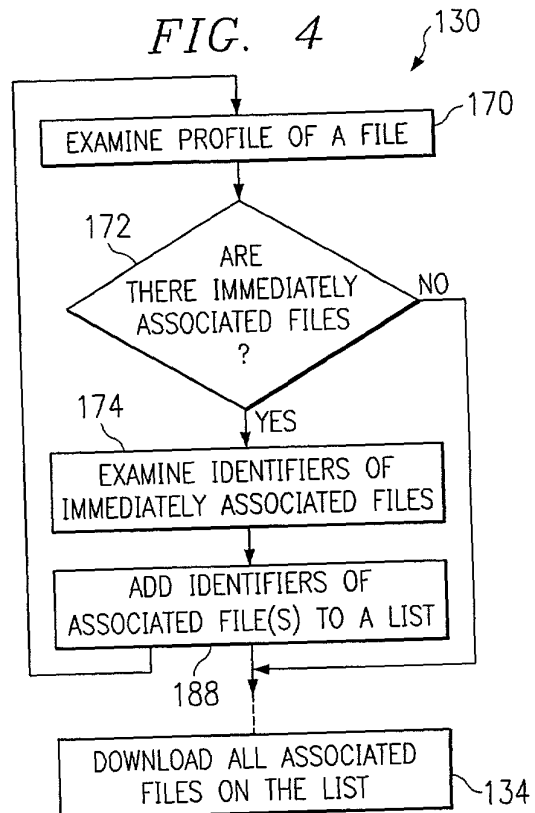 FIG. 4
130
EXAMINE PROFILE OF A FILE
170
172
ARE
THERE IMMEDIATELY
ASSOCIATED FILES
?
NO
YES
174
EXAMINE IDENTIFIERS OF
IMMEDIATELY ASSOCIATED FILES
ADD IDENTIFIERS OF
ASSOCIATED FILE(S) TO A LIST
188
DOWNLOAD ALL ASSOCIATED
FILES ON THE LIST
134